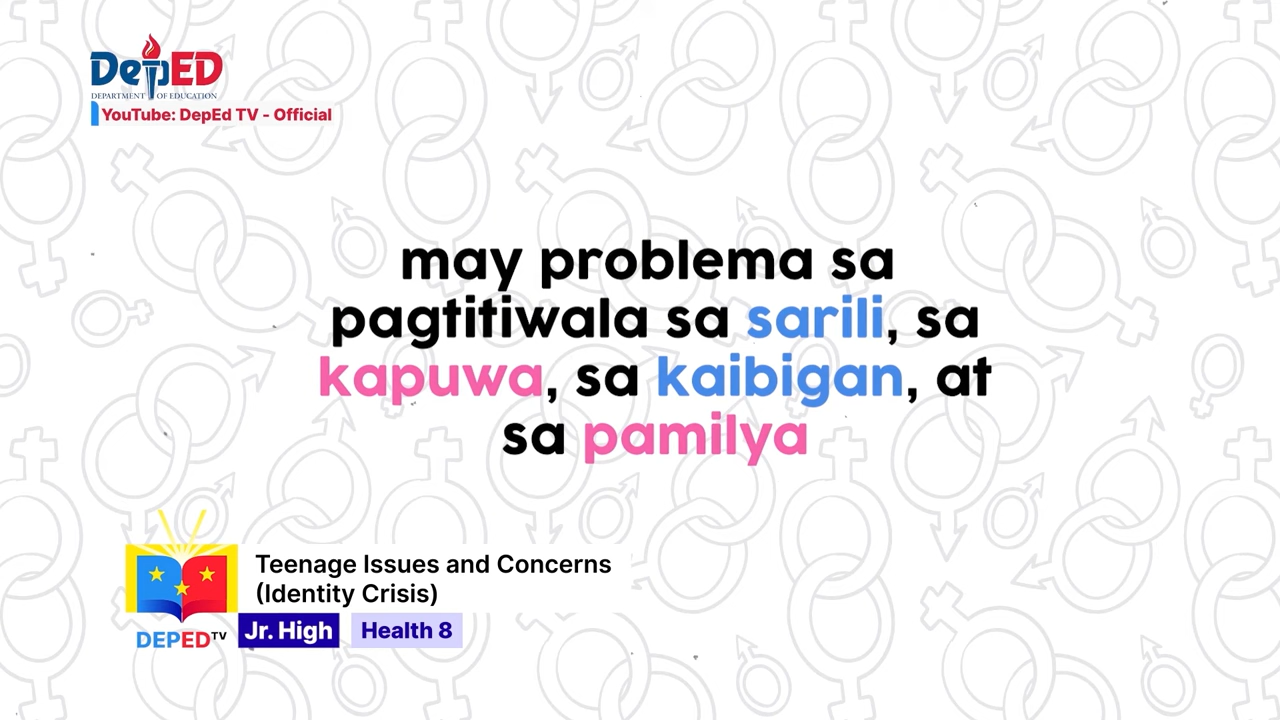 DepED
DEPARTMENT OF EDUCATION
YouTube: DepEd TV - Official
may problema sa
pagtitiwala sa sarili, sa
kapuwa, sa kaibigan, at
sa pamilya
Teenage Issues and Concerns
(Identity Crisis)
DEPED TV
Jr. High
Health 8